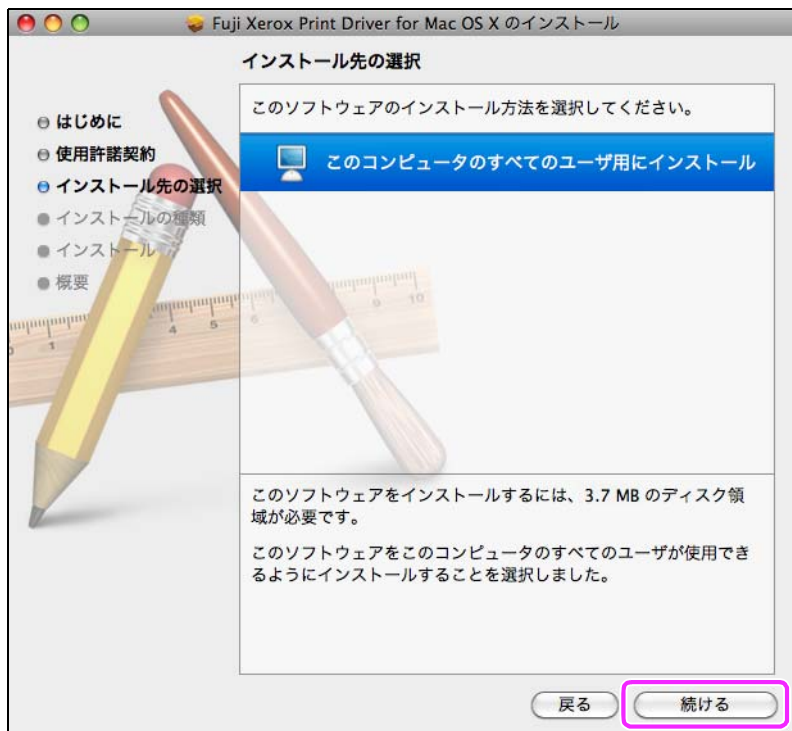 Fuji Xerox Print Driver for Mac OS X のインストール
インストール先の選択
はじめに
使用許諾契約
インストール先の選択
インストールの種類
インストール
概要
このソフトウェアのインストール方法を選択してください。
このコンピュータのすべてのユーザ用にインストール
1
4
5
6
9
10
このソフトウェアをインストールするには、3.7 MB のディスク領
域が必要です。
このソフトウェアをこのコンピュータのすべてのユーザが使用でき
るようにインストールすることを選択しました。
戻る
続ける